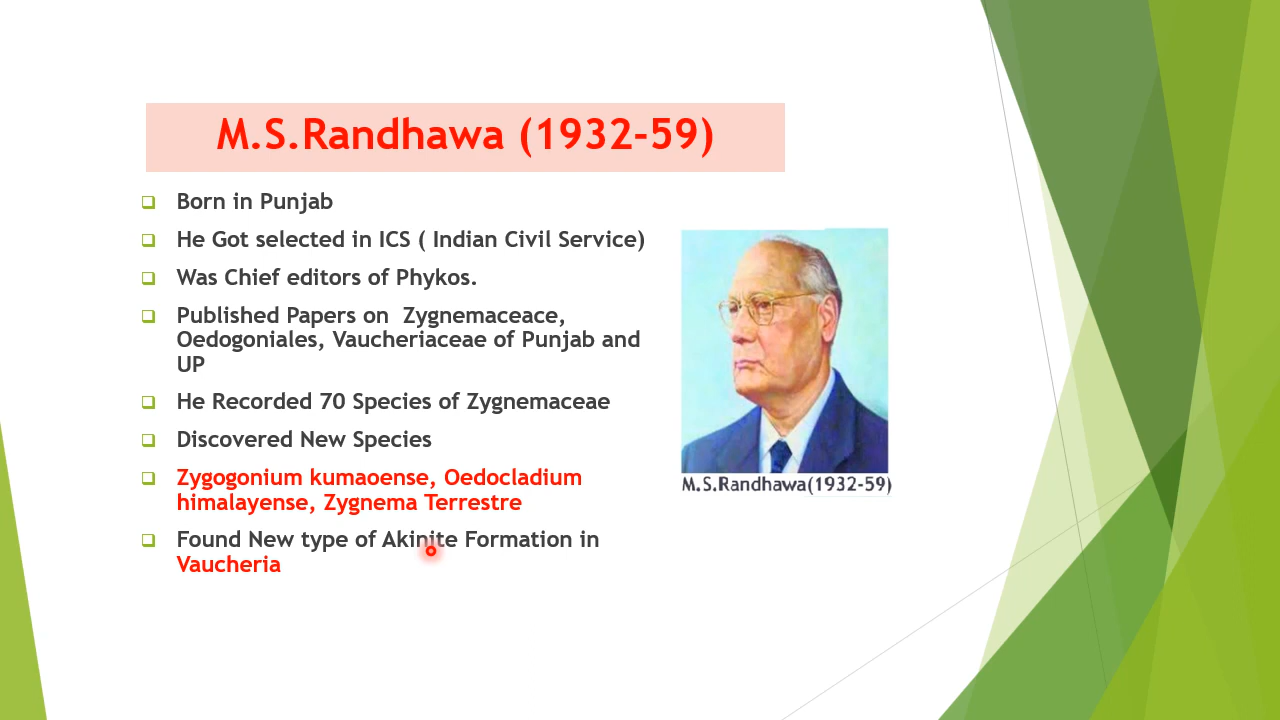 M.S.Randhawa (1932-59)
Born in Punjab
He Got selected in ICS ( Indian Civil Service)
Was Chief editors of Phykos.
Published Papers on  Zygnemaceace,
Oedogoniales, Vaucheriaceae of Punjab and
UP
He Recorded 70 Species of Zygnemaceae
Discovered New Species
Zygogonium kumaoense, Oedocladium
himalayense, Zygnema Terrestre
Found New type of Akinite Formation in
Vaucheria
M.S.Randhawa(1932-59)